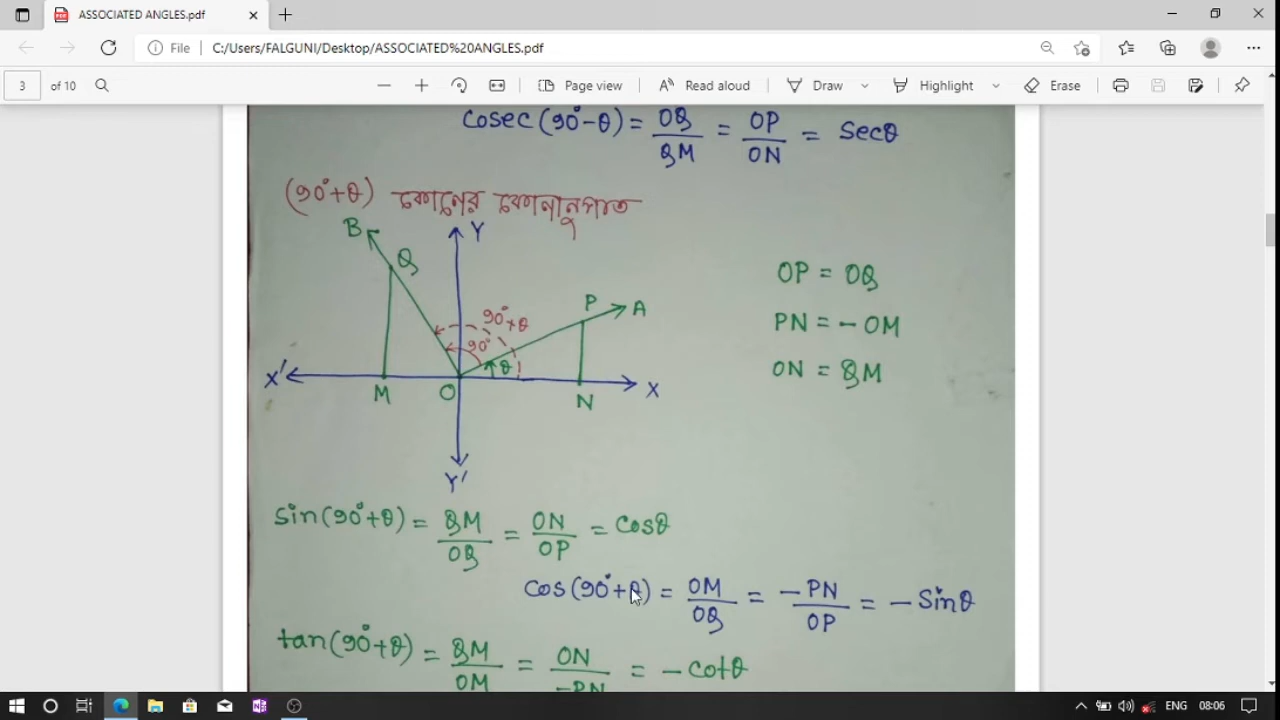 ASSOCIATED ANGLES.pdf
File C:/Users/FALGUNI/Desktop/ASSOCIATED%20ANGLES.pdf
3 of 10 Page view Read aloud Draw Highlight Erase
Cosec (90°-θ) = OQ/QM = OP/ON = Secθ
(90°+θ) কোণের কোনানুপাত
B Y
Q
P A
90°+θ
90°
θ
X' M O N X
Y'
OP = OQ
PN = - OM
ON = QM
Sin(90°+θ) = QM/OQ = ON/OP = Cosθ
Cos(90°+θ) = OM/OQ = -PN/OP = - Sinθ
tan(90°+θ) = QM/OM = ON/-PN = - Cotθ
ENG 08:06